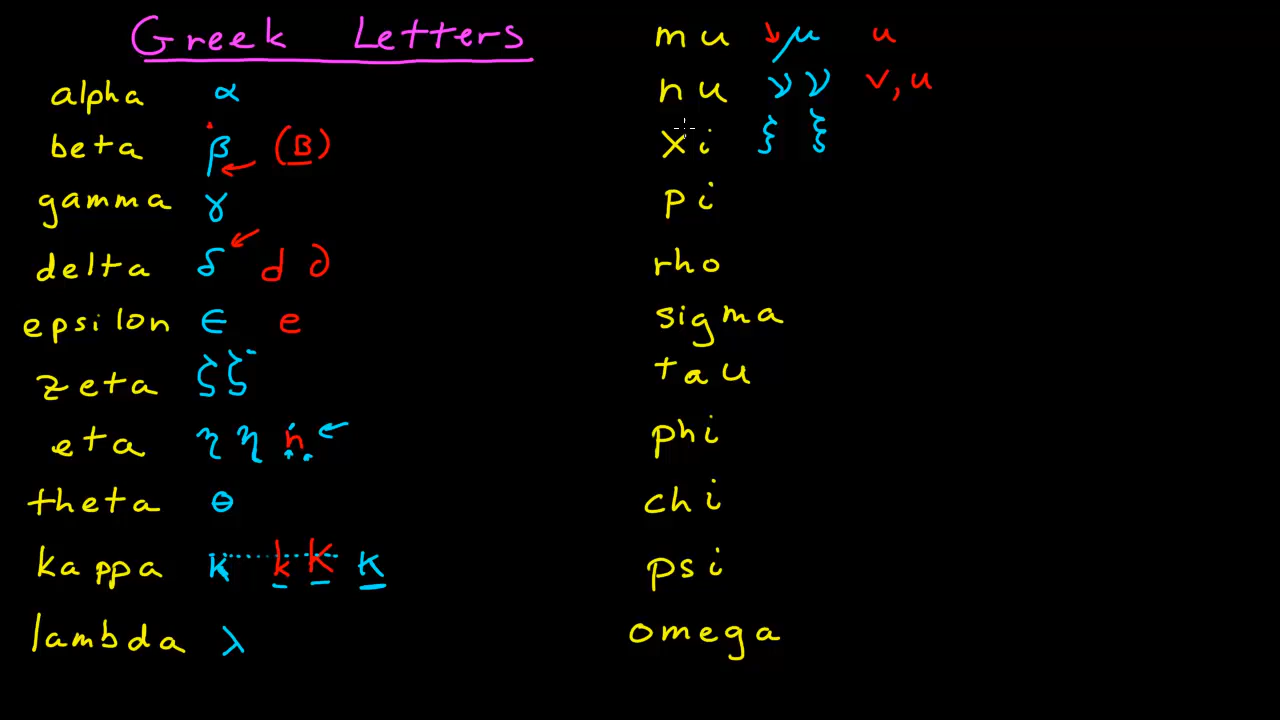 Greek Letters
alpha α
beta β (B)
gamma γ
delta δ d ∂
epsilon ϵ e
zeta ζ ζ
eta η η n
theta θ
kappa κ k K κ
lambda λ
mu μ u
nu ν ν v, u
xi ξ ξ
pi
rho
sigma
tau
phi
chi
psi
omega